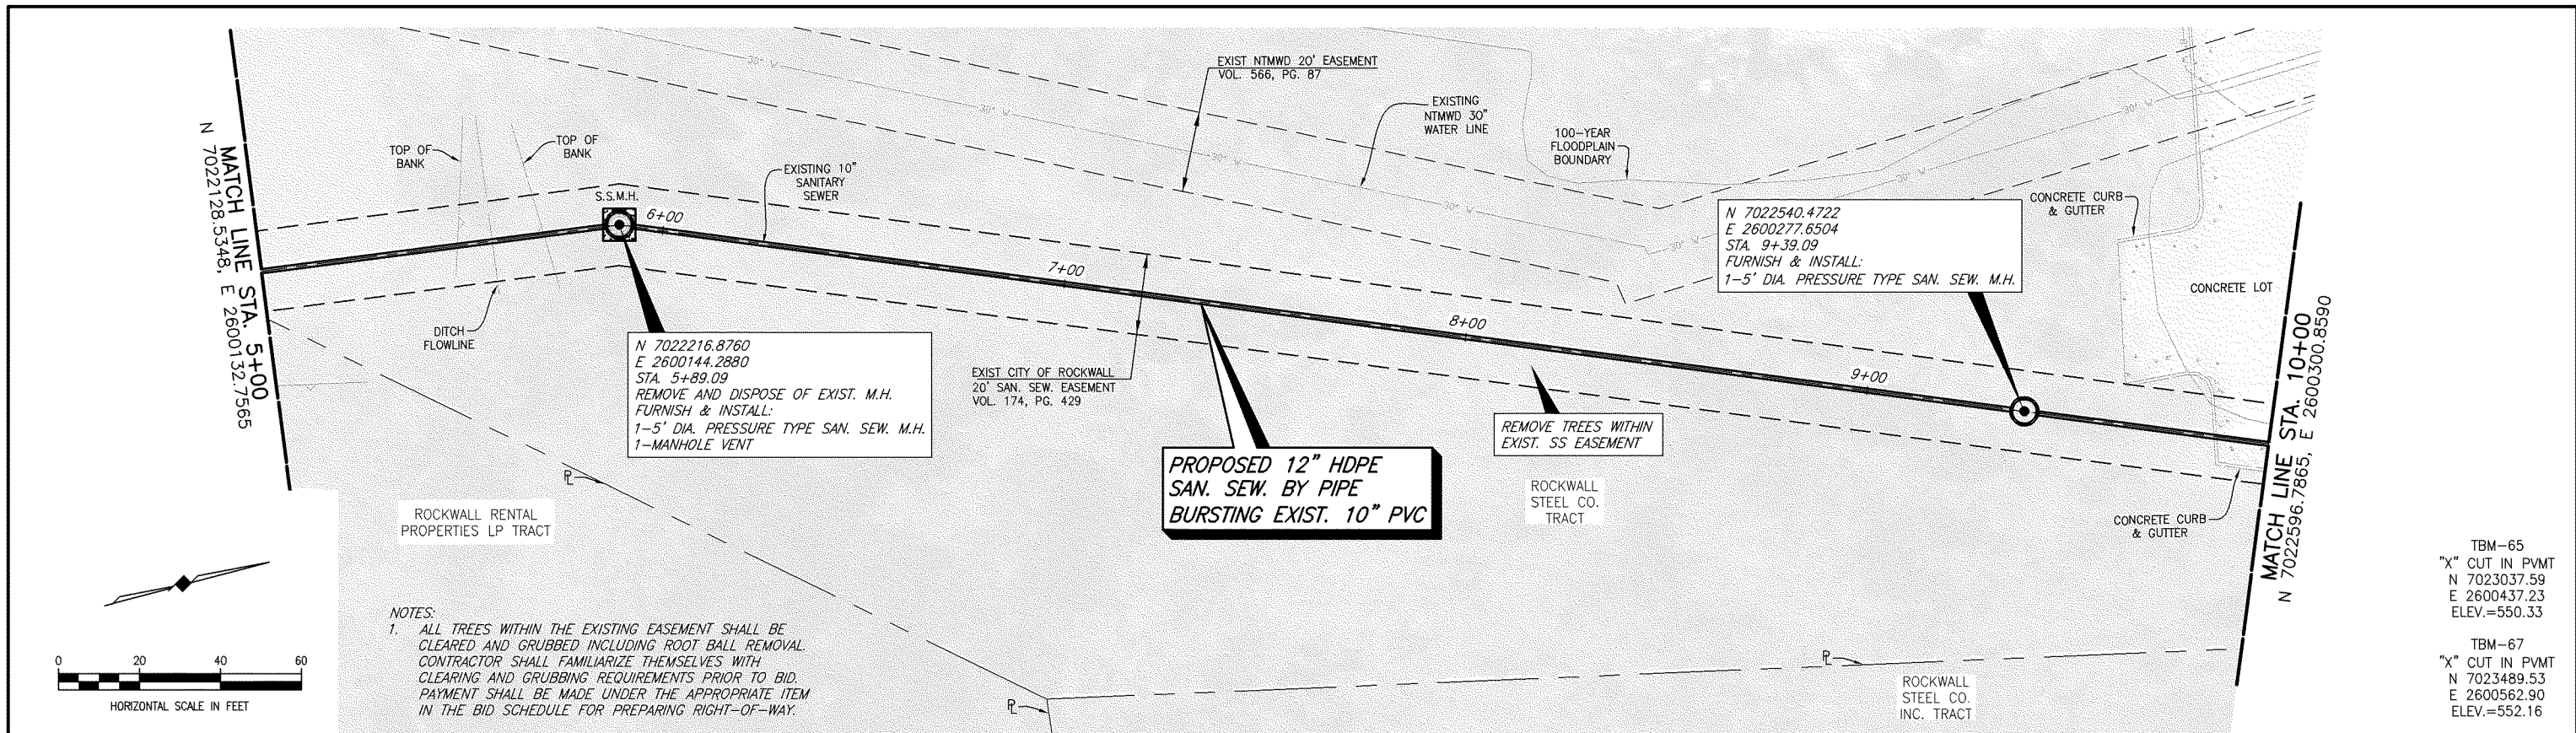 MATCH LINE STA. 5+00
N 7022128.5348, E 2600132.7565
TOP OF
BANK
TOP OF
BANK
DITCH
FLOWLINE
S.S.M.H.
6+00
EXISTING 10"
SANITARY
SEWER
N 7022216.8760
E 2600144.2880
STA. 5+89.09
REMOVE AND DISPOSE OF EXIST. M.H.
FURNISH & INSTALL:
1-5' DIA. PRESSURE TYPE SAN. SEW. M.H.
1-MANHOLE VENT
30" W
30" W
30" W
30" W
30" W
30" W
30" W
EXIST NTMWD 20' EASEMENT
VOL. 566, PG. 87
EXISTING
NTMWD 30"
WATER LINE
100-YEAR
FLOODPLAIN
BOUNDARY
7+00
EXIST CITY OF ROCKWALL
20' SAN. SEW. EASEMENT
VOL. 174, PG. 429
8+00
PROPOSED 12" HDPE
SAN. SEW. BY PIPE
BURSTING EXIST. 10" PVC
REMOVE TREES WITHIN
EXIST. SS EASEMENT
ROCKWALL
STEEL CO.
TRACT
9+00
N 7022540.4722
E 2600277.6504
STA. 9+39.09
FURNISH & INSTALL:
1-5' DIA. PRESSURE TYPE SAN. SEW. M.H.
CONCRETE CURB
& GUTTER
CONCRETE LOT
CONCRETE CURB
& GUTTER
MATCH LINE STA. 10+00
N 7022596.7865, E 2600300.8590
ROCKWALL RENTAL
PROPERTIES LP TRACT
PL
PL
PL
ROCKWALL
STEEL CO.
INC. TRACT
NOTES:
1. ALL TREES WITHIN THE EXISTING EASEMENT SHALL BE
CLEARED AND GRUBBED INCLUDING ROOT BALL REMOVAL.
CONTRACTOR SHALL FAMILIARIZE THEMSELVES WITH
CLEARING AND GRUBBING REQUIREMENTS PRIOR TO BID.
PAYMENT SHALL BE MADE UNDER THE APPROPRIATE ITEM
IN THE BID SCHEDULE FOR PREPARING RIGHT-OF-WAY.
0 20 40 60
HORIZONTAL SCALE IN FEET
TBM-65
"X" CUT IN PVMT
N 7023037.59
E 2600437.23
ELEV.=550.33
TBM-67
"X" CUT IN PVMT
N 7023489.53
E 2600562.90
ELEV.=552.16